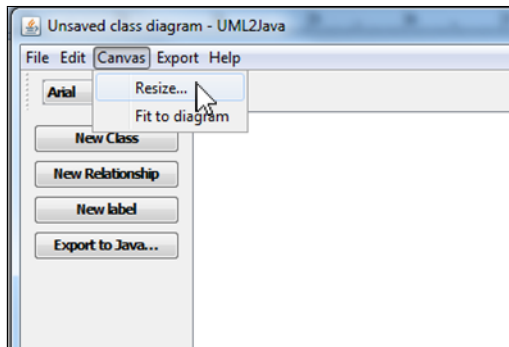 Unsaved class diagram - UML2Java
File Edit Canvas Export Help
Arial
Resize...
Fit to diagram
New Class
New Relationship
New label
Export to Java...